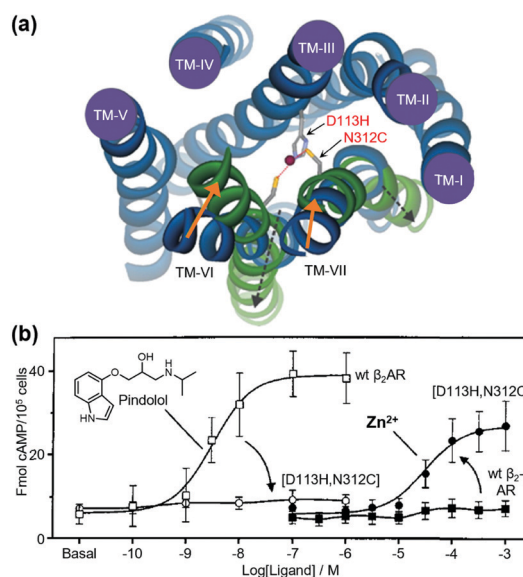 (a)
TM-III
TM-IV
TM-II
TM-V
D113H
N312C
TM-I
TM-VI
TM-VII
(b)
Fmol cAMP/10⁵ cells
40
20
0
OH
H
O
N
Pindolol
N
H
wt β₂AR
[D113H,N312C]
Zn²⁺
[D113H,N312C]
wt β₂-
AR
Basal -10 -9 -8 -7 -6 -5 -4 -3
Log[Ligand] / M